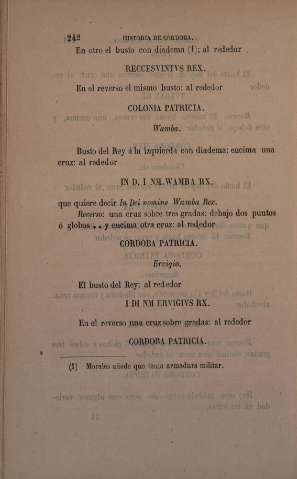 242 HISTORIA DE CÓRDOBA.
En otro el busto con diadema (1); al rededor
RECCESVINTVS REX.
En el reverso el mismo busto: al rededor
COLONIA PATRICIA.
Wamba.
Busto del Rey á la izquierda con diadema; encima una
cruz: al rededor
IN D. I NM. WAMBA RX.
que quiere decir In Dei nomine Wamba Rex.
Reverso: una cruz sobre tres gradas: debajo dos puntos
ó globos . . y encima otra cruz: al rededor
CORDOBA PATRICIA.
Ervigio.
El busto del Rey: al rededor
I DI NM ERVIGIVS RX.
En el reverso una cruz sobre gradas: al rededor
CORDOBA PATRICIA.
(1) Morales añade que tenia armadura militar.